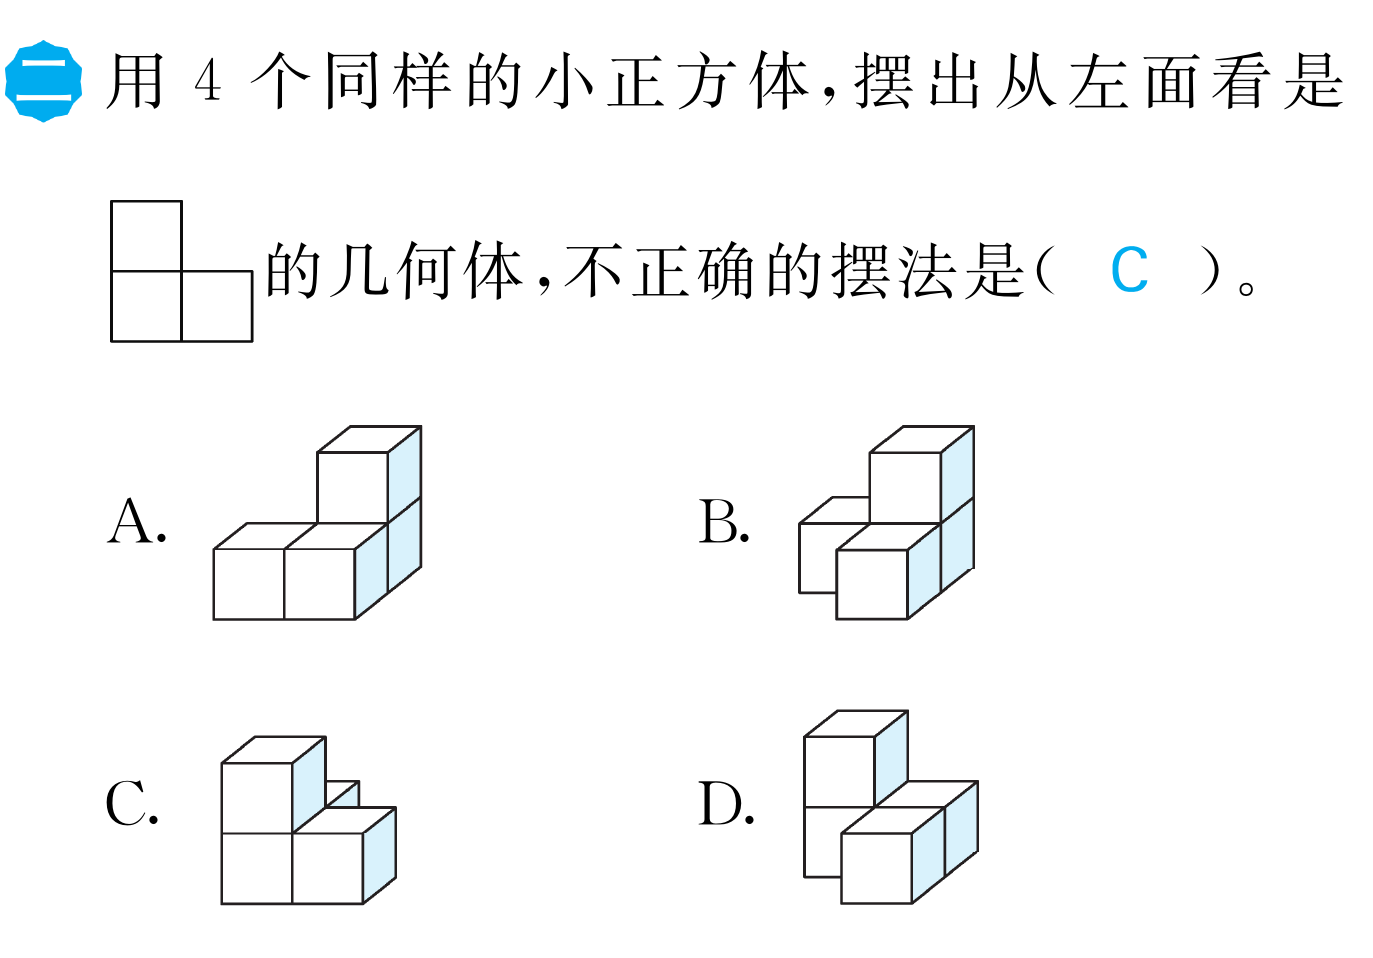 二 用 4 个同样的小正方体,摆出从左面看是
的几何体,不正确的摆法是( C )。
A. B.
C. D.